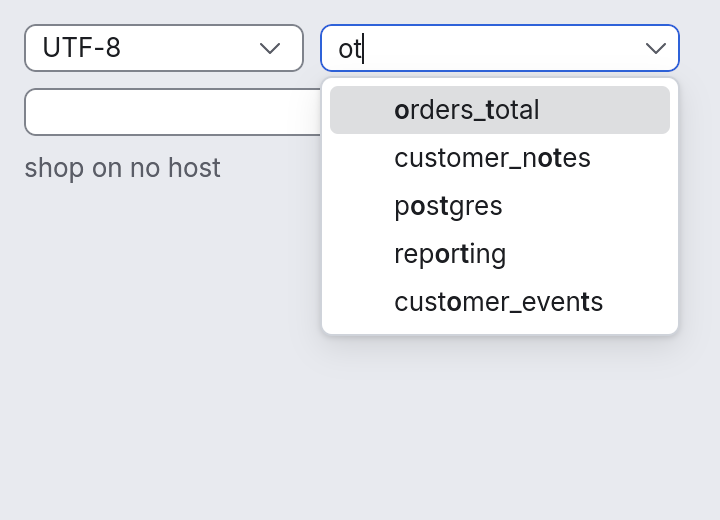 UTF-8
ot
orders_total
customer_notes
postgres
reporting
customer_events
shop on no host